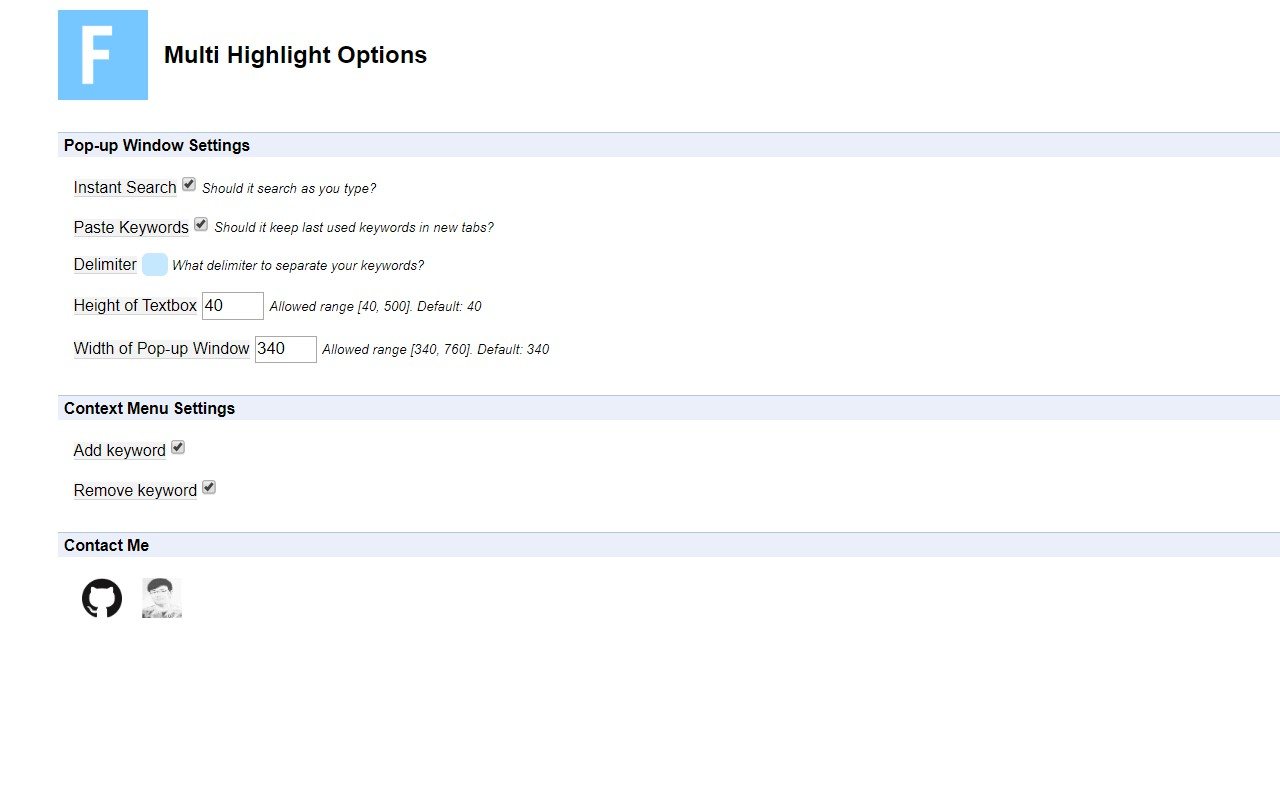 F
Multi Highlight Options
Pop-up Window Settings
Instant Search Should it search as you type?
Paste Keywords Should it keep last used keywords in new tabs?
Delimiter What delimiter to separate your keywords?
Height of Textbox 40 Allowed range [40, 500]. Default: 40
Width of Pop-up Window 340 Allowed range [340, 760]. Default: 340
Context Menu Settings
Add keyword
Remove keyword
Contact Me